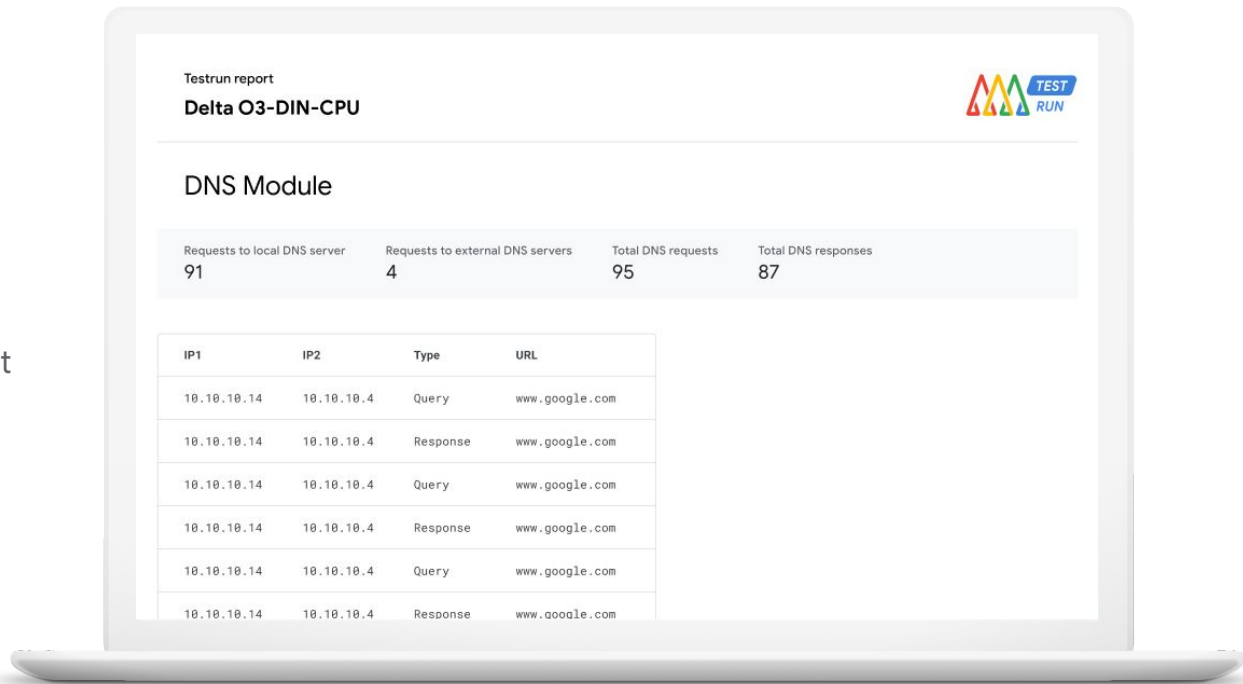 Testrun report
Delta O3-DIN-CPU
TEST
RUN
DNS Module
Requests to local DNS server Requests to external DNS servers Total DNS requests Total DNS responses
91 4 95 87
t
IP1 IP2 Type URL
10.10.10.14 10.10.10.4 Query www.google.com
10.10.10.14 10.10.10.4 Response www.google.com
10.10.10.14 10.10.10.4 Query www.google.com
10.10.10.14 10.10.10.4 Response www.google.com
10.10.10.14 10.10.10.4 Query www.google.com
10.10.10.14 10.10.10.4 Response www.google.com